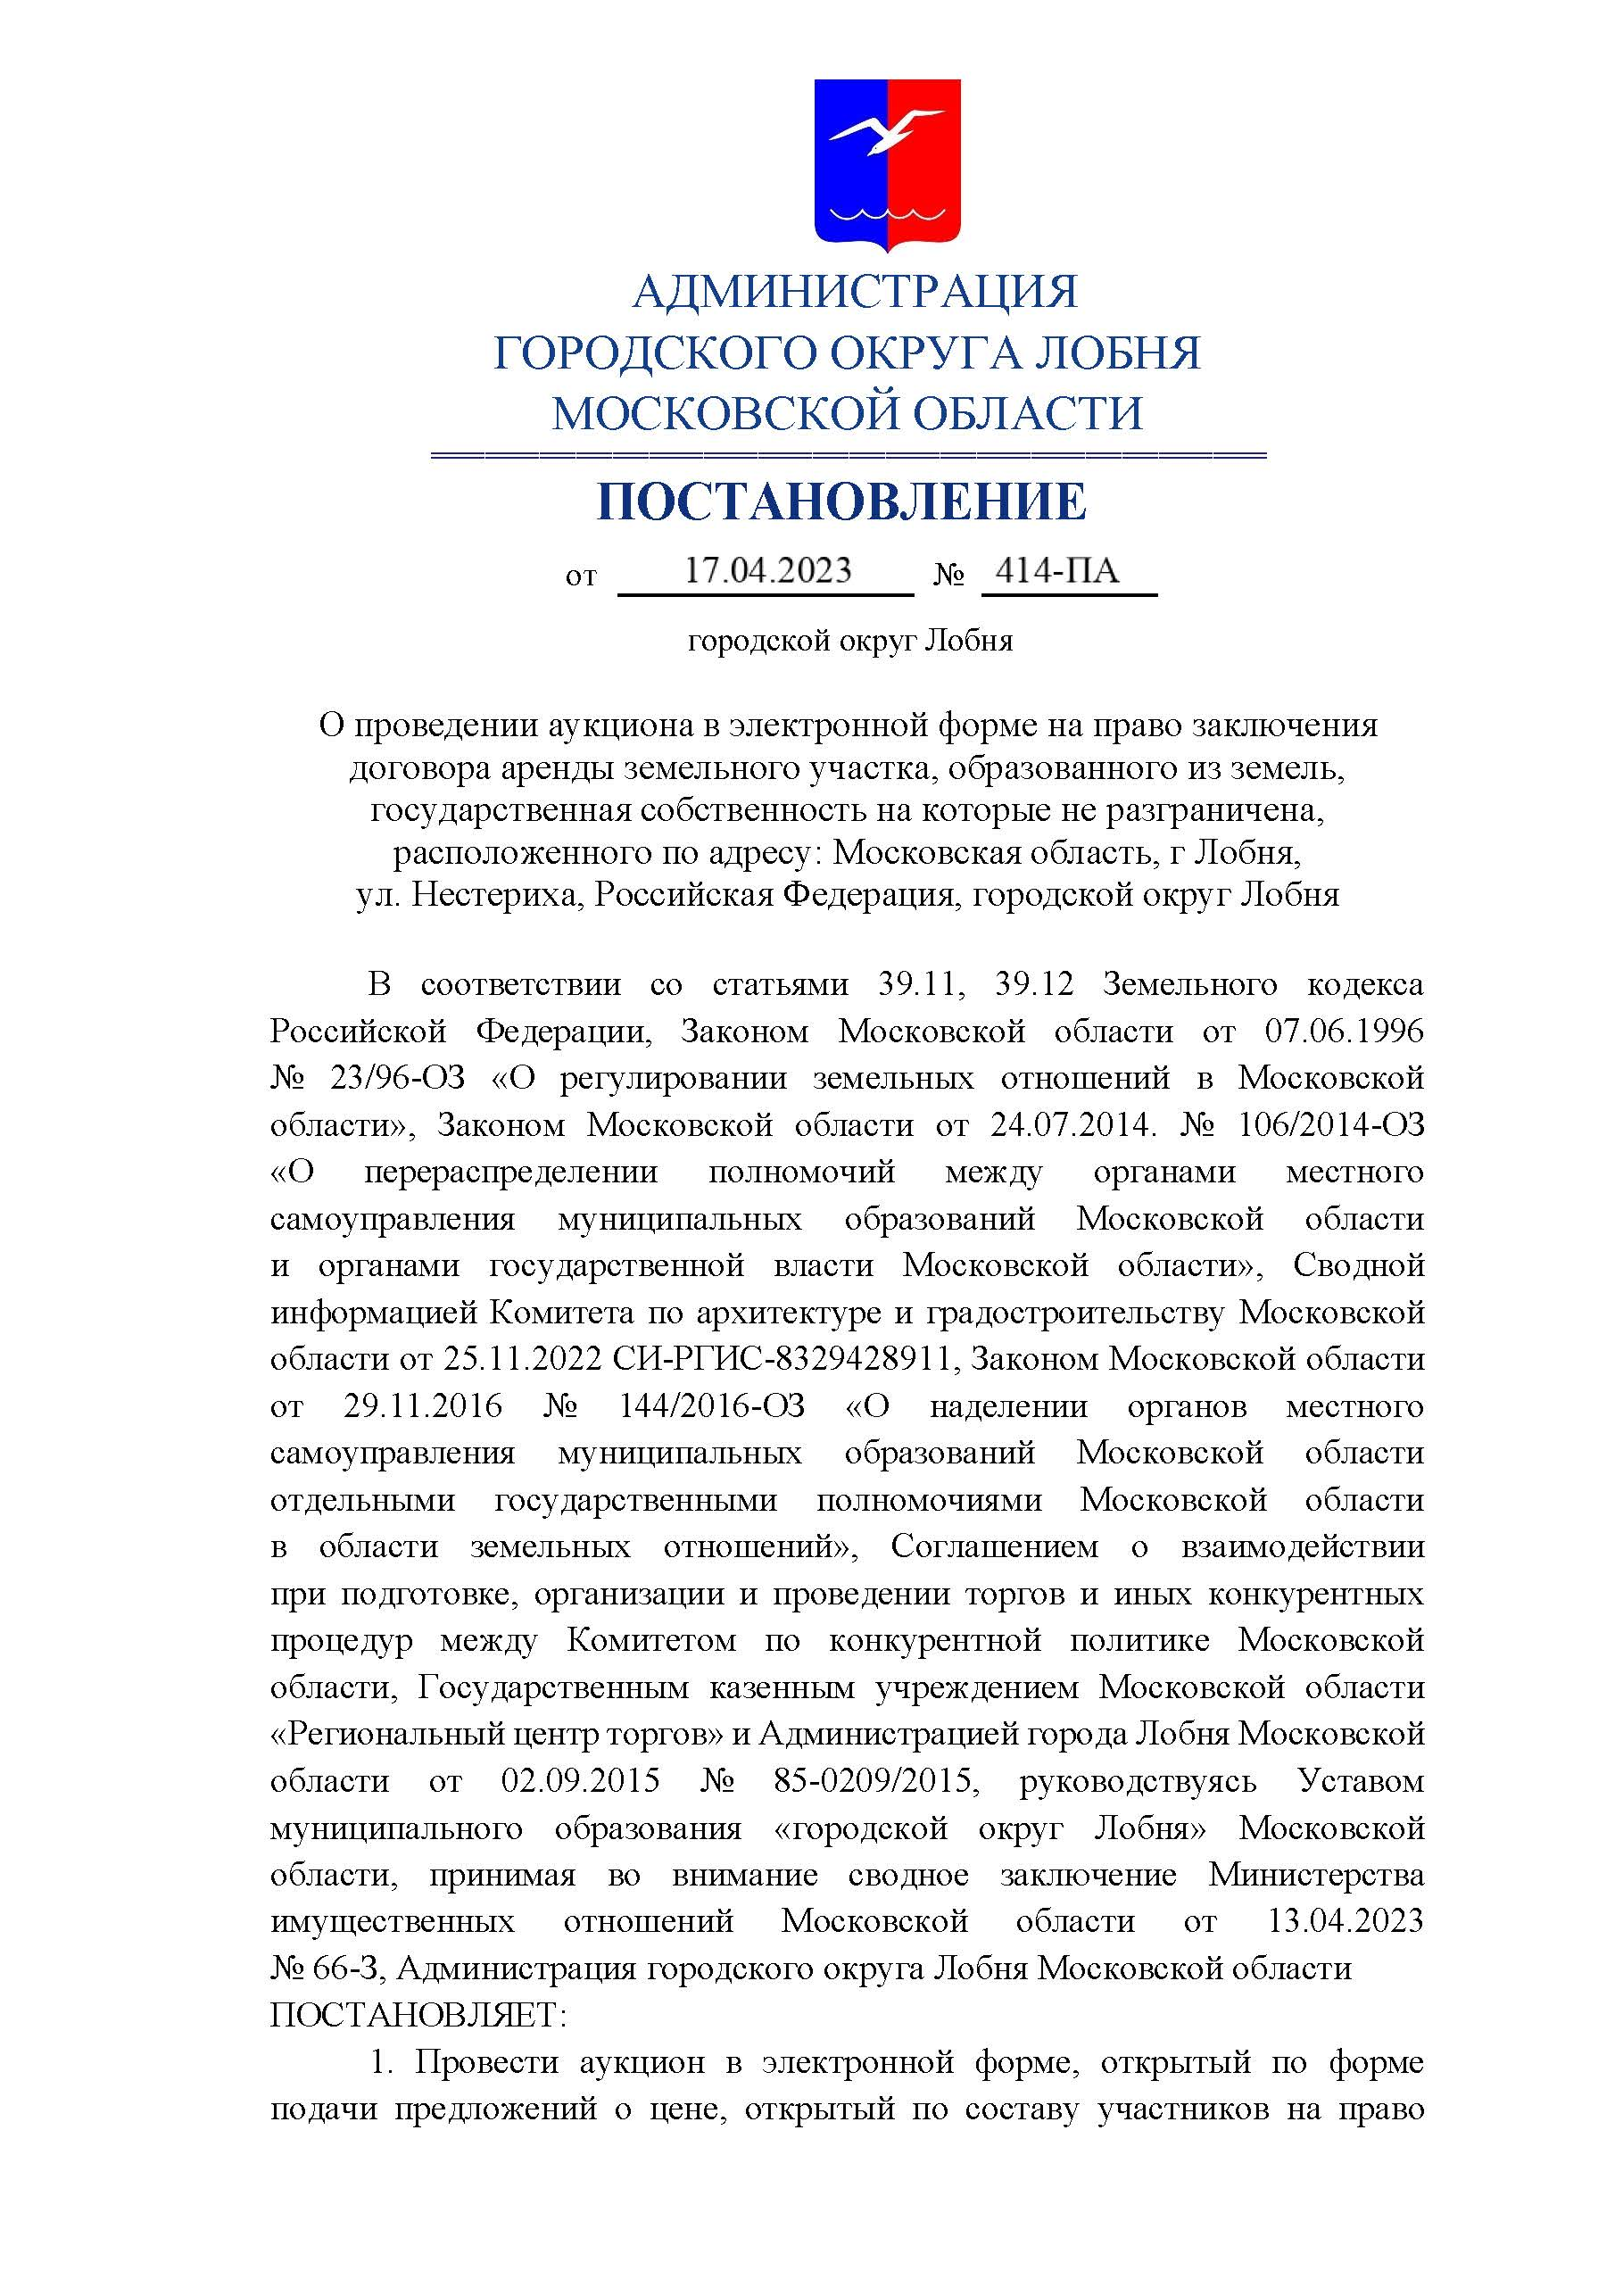 АДМИНИСТРАЦИЯ
ГОРОДСКОГО ОКРУГА ЛОБНЯ
МОСКОВСКОЙ ОБЛАСТИ
ПОСТАНОВЛЕНИЕ
от 17.04.2023 № 414-ПА
городской округ Лобня
О проведении аукциона в электронной форме на право заключения
договора аренды земельного участка, образованного из земель,
государственная собственность на которые не разграничена,
расположенного по адресу: Московская область, г Лобня,
ул. Нестериха, Российская Федерация, городской округ Лобня
В соответствии со статьями 39.11, 39.12 Земельного кодекса
Российской Федерации, Законом Московской области от 07.06.1996
№ 23/96-ОЗ «О регулировании земельных отношений в Московской
области», Законом Московской области от 24.07.2014. № 106/2014-ОЗ
«О перераспределении полномочий между органами местного
самоуправления муниципальных образований Московской области
и органами государственной власти Московской области», Сводной
информацией Комитета по архитектуре и градостроительству Московской
области от 25.11.2022 СИ-РГИС-8329428911, Законом Московской области
от 29.11.2016 № 144/2016-ОЗ «О наделении органов местного
самоуправления муниципальных образований Московской области
отдельными государственными полномочиями Московской области
в области земельных отношений», Соглашением о взаимодействии
при подготовке, организации и проведении торгов и иных конкурентных
процедур между Комитетом по конкурентной политике Московской
области, Государственным казенным учреждением Московской области
«Региональный центр торгов» и Администрацией города Лобня Московской
области от 02.09.2015 № 85-0209/2015, руководствуясь Уставом
муниципального образования «городской округ Лобня» Московской
области, принимая во внимание сводное заключение Министерства
имущественных отношений Московской области от 13.04.2023
№ 66-З, Администрация городского округа Лобня Московской области
ПОСТАНОВЛЯЕТ:
1. Провести аукцион в электронной форме, открытый по форме
подачи предложений о цене, открытый по составу участников на право